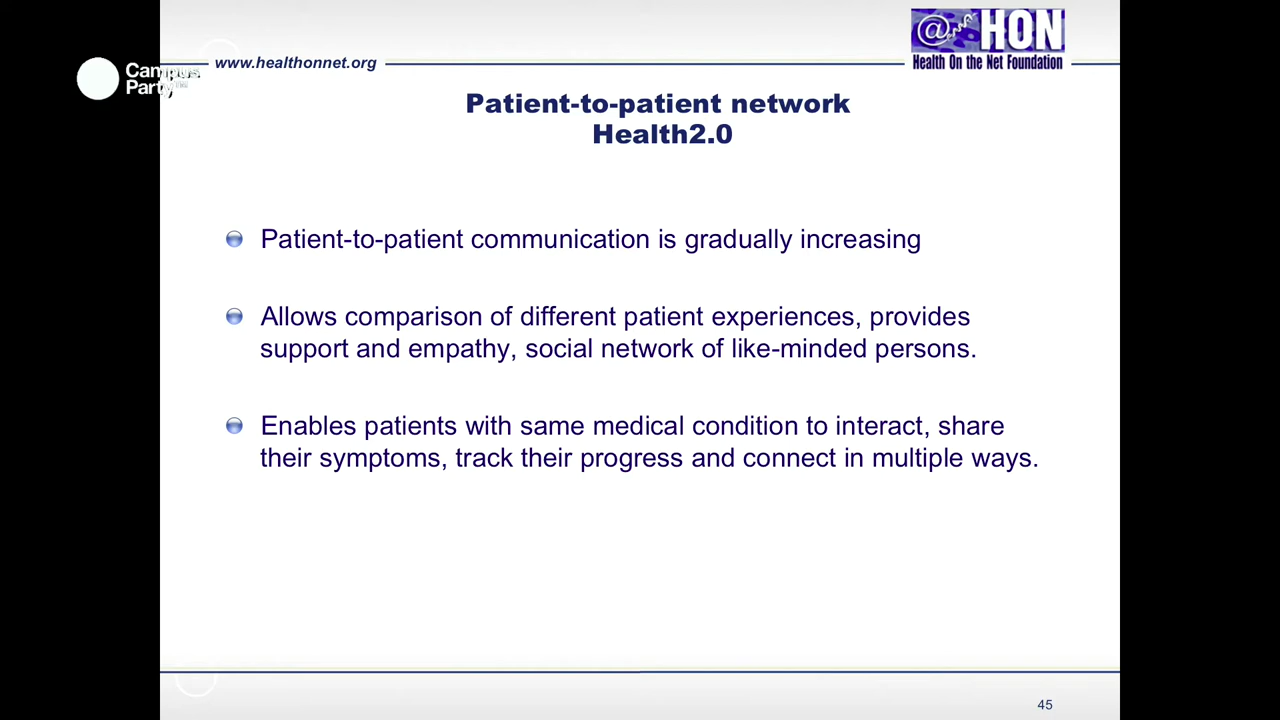 @ HON
www.healthonnet.org
Health On the Net Foundation
Campus
Party
Patient-to-patient network
Health2.0
Patient-to-patient communication is gradually increasing
Allows comparison of different patient experiences, provides
support and empathy, social network of like-minded persons.
Enables patients with same medical condition to interact, share
their symptoms, track their progress and connect in multiple ways.
45